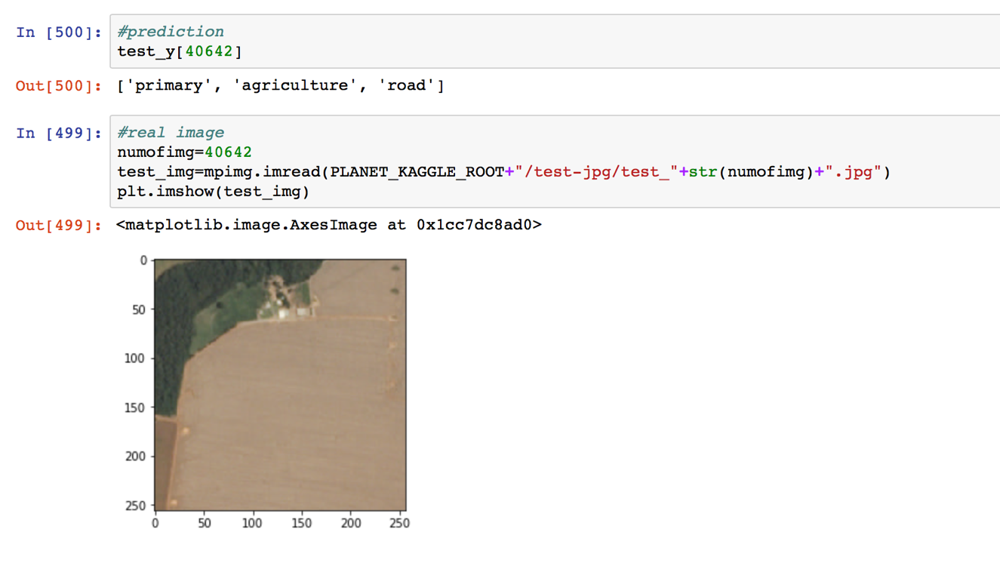 In [500]: #prediction
test_y[40642]
Out[500]: ['primary', 'agriculture', 'road']
In [499]: #real image
numofimg=40642
test_img=mpimg.imread(PLANET_KAGGLE_ROOT+"/test-jpg/test_"+str(numofimg)+".jpg")
plt.imshow(test_img)
Out[499]: <matplotlib.image.AxesImage at 0x1cc7dc8ad0>
0
50
100
150
200
250
0 50 100 150 200 250